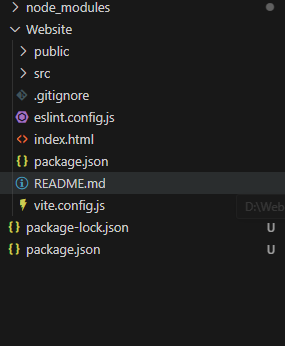 node_modules
Website
public
src
.gitignore
eslint.config.js
index.html
package.json
README.md
vite.config.js
D:\Web
package-lock.json U
package.json U